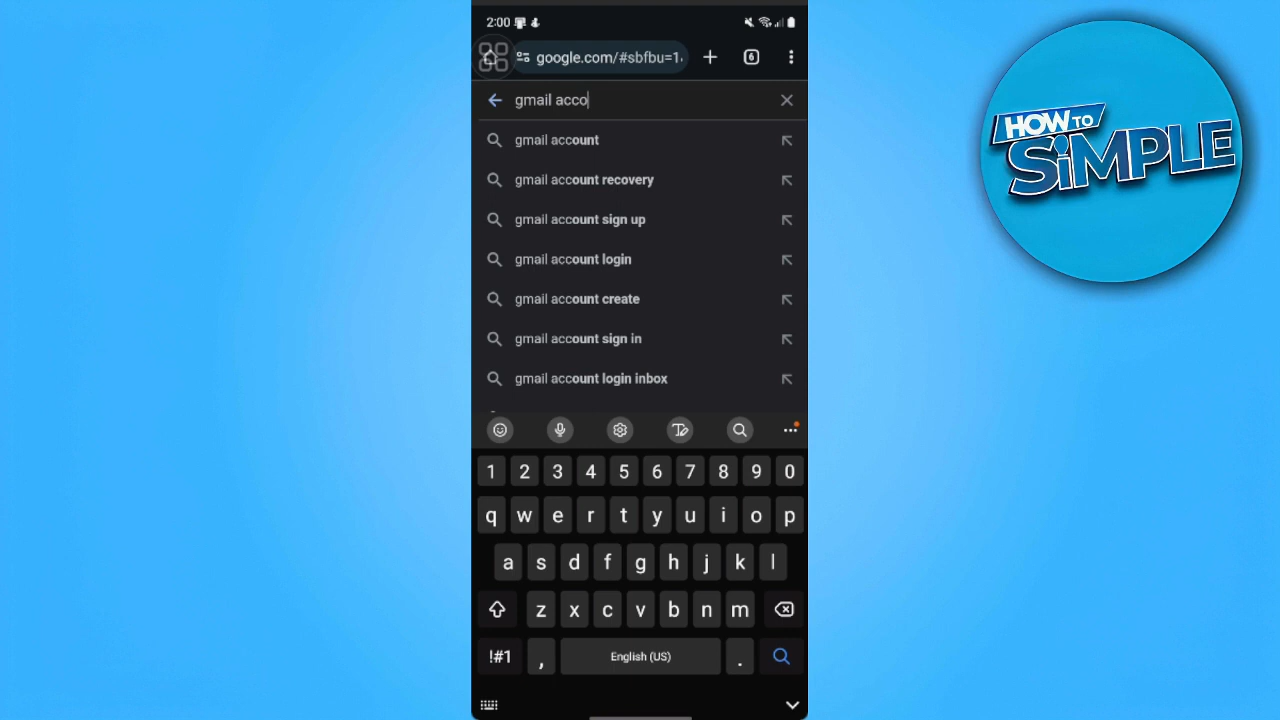 2:00
google.com/#sbfbu=1
6
gmail acco
gmail account
gmail account recovery
gmail account sign up
gmail account login
gmail account create
gmail account sign in
gmail account login inbox
1 2 3 4 5 6 7 8 9 0
q w e r t y u i o p
a s d f g h j k l
z x c v b n m
!#1 , English (US) .
HOW TO
SiMPLE